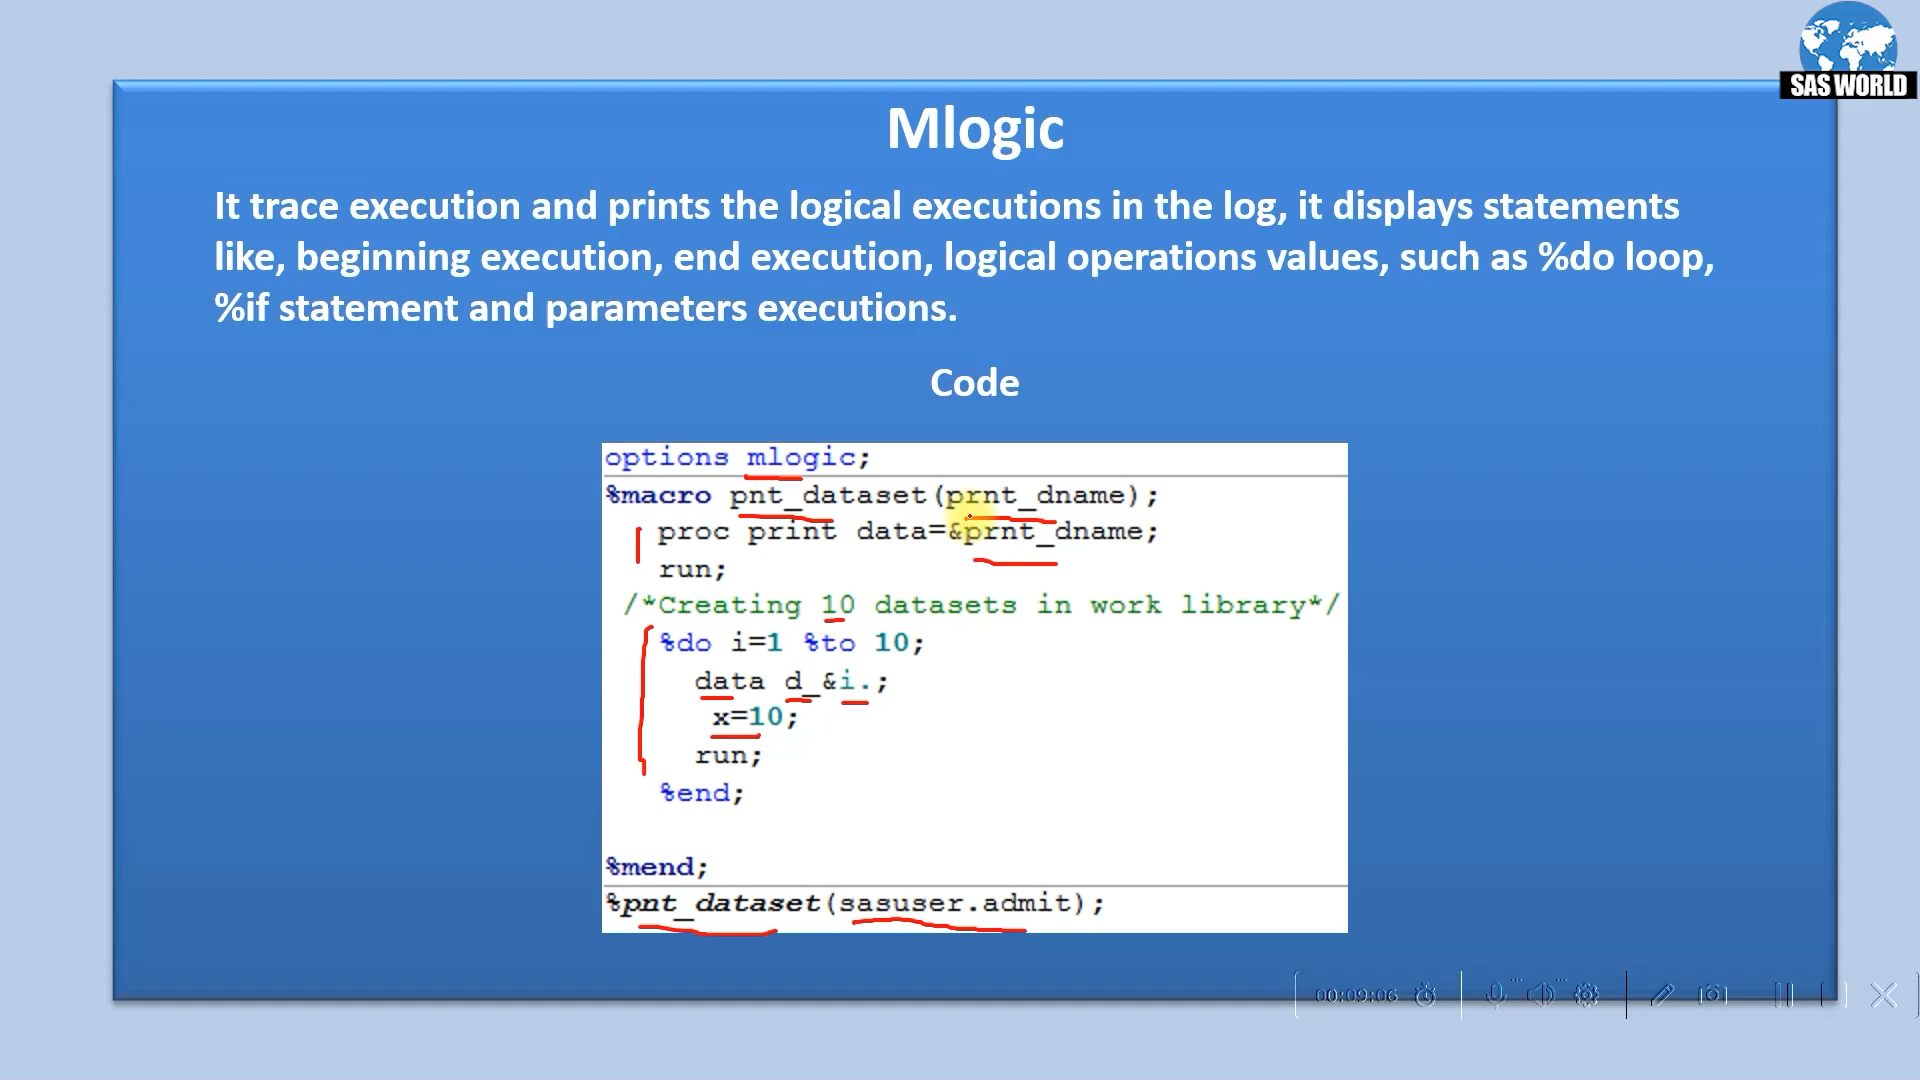 SAS WORLD
Mlogic
It trace execution and prints the logical executions in the log, it displays statements
like, beginning execution, end execution, logical operations values, such as %do loop,
%if statement and parameters executions.
Code
options mlogic;
%macro pnt_dataset(prnt_dname);
proc print data=&prnt_dname;
run;
/*Creating 10 datasets in work library*/
%do i=1 %to 10;
data d_&i.;
x=10;
run;
%end;
%mend;
%pnt_dataset(sasuser.admit);
00:09:06